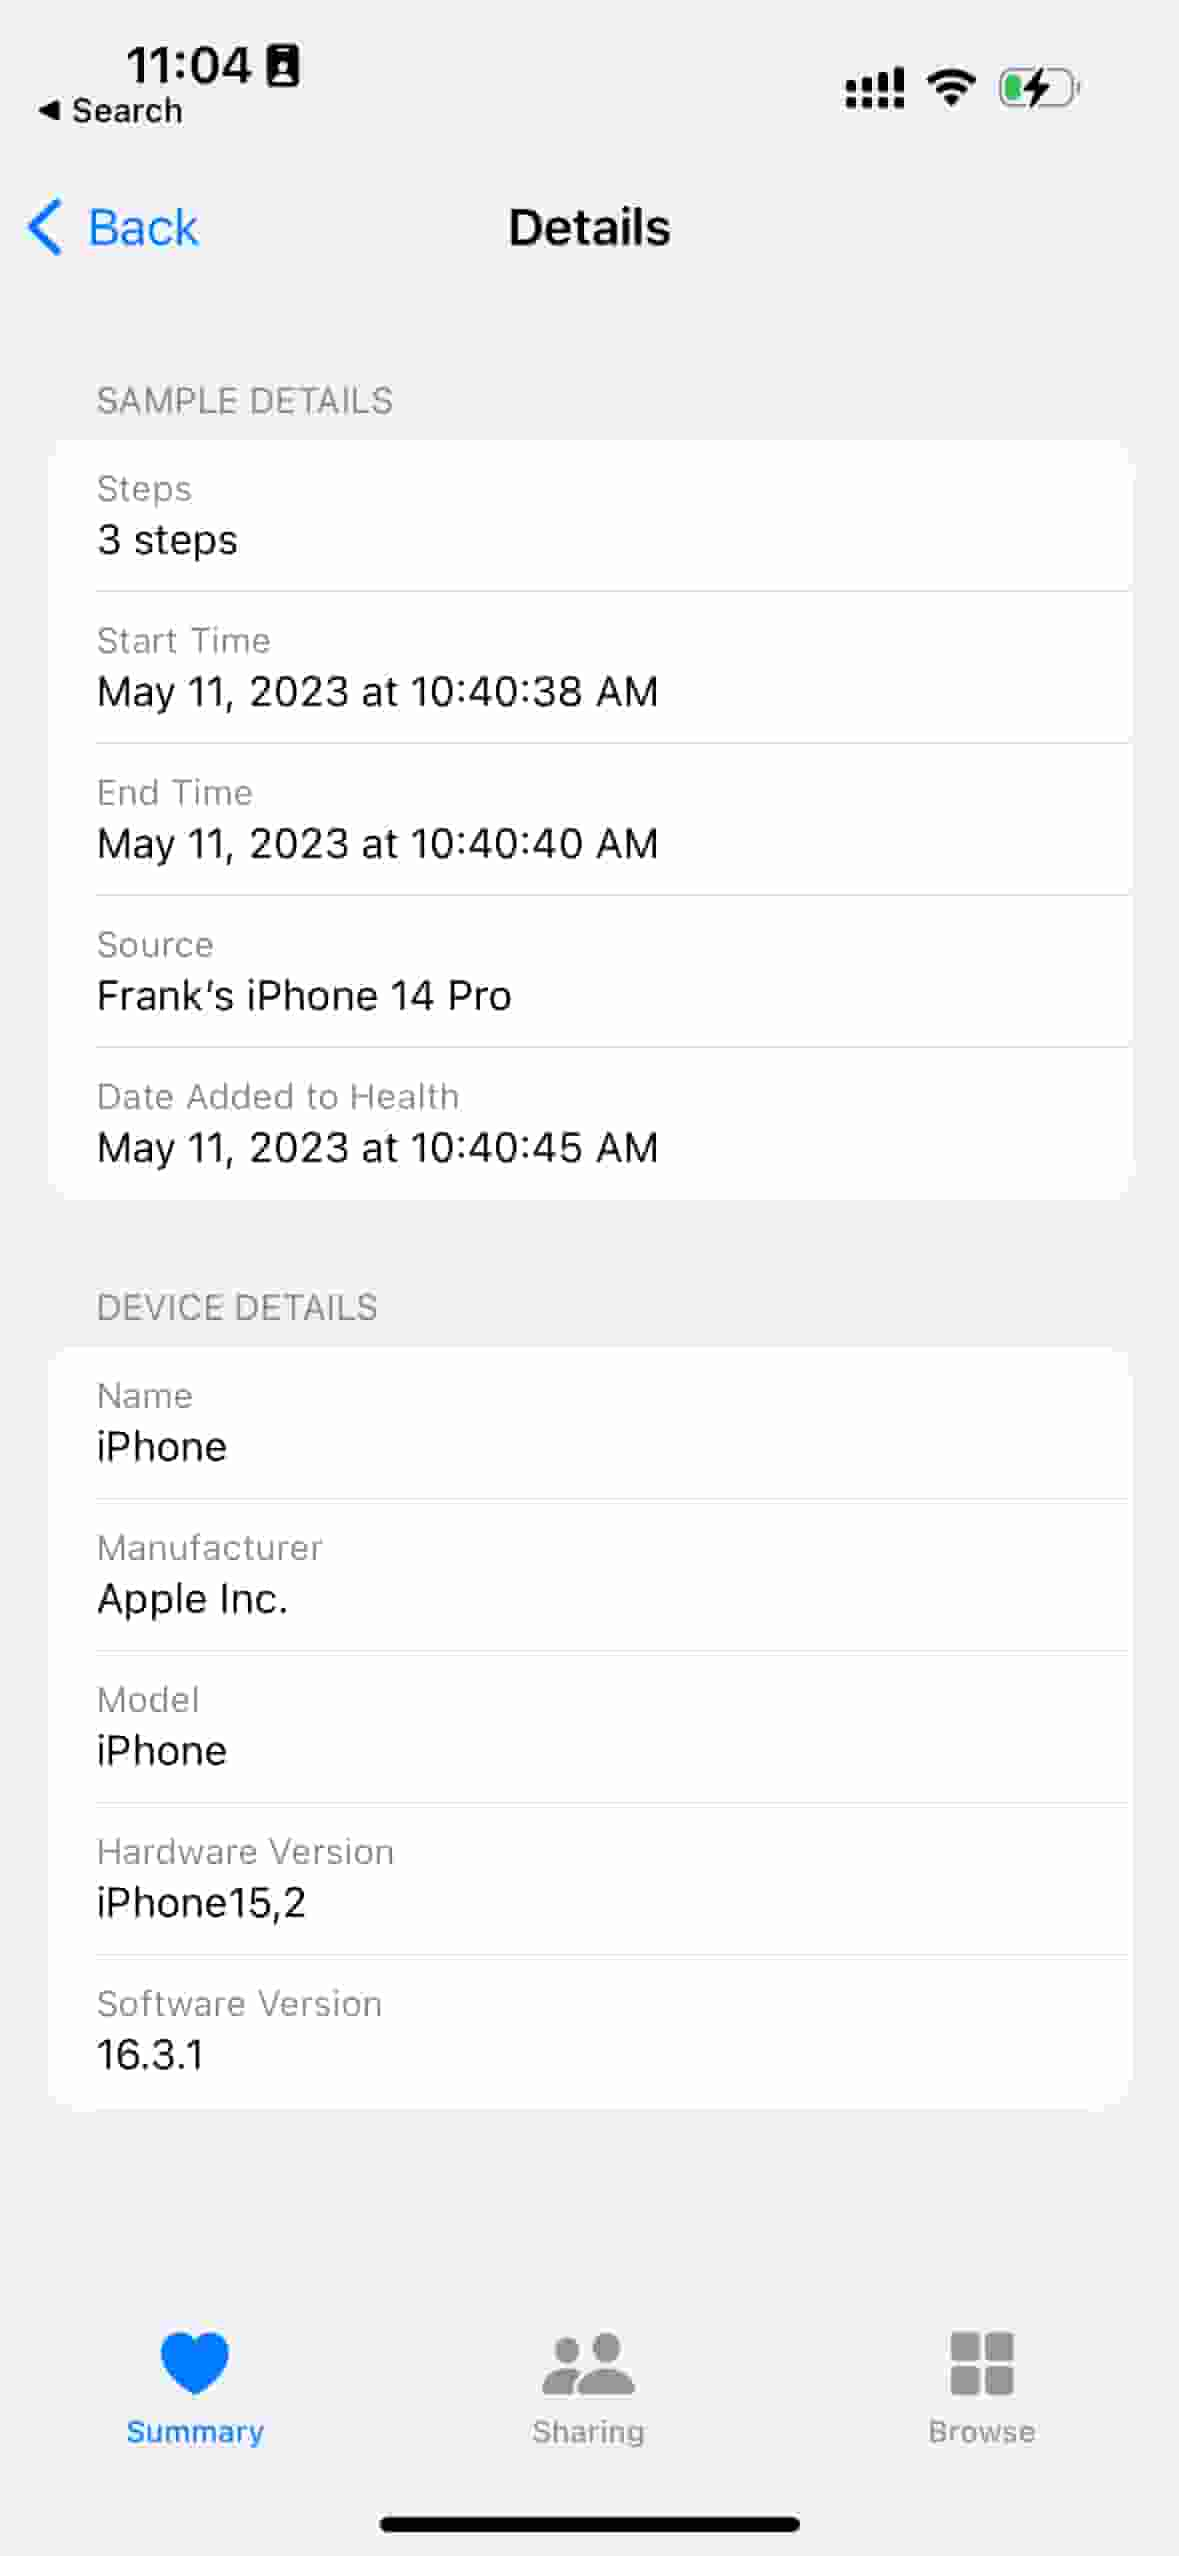 11:04
◀ Search
Back
Details
SAMPLE DETAILS
Steps
3 steps
Start Time
May 11, 2023 at 10:40:38 AM
End Time
May 11, 2023 at 10:40:40 AM
Source
Frank's iPhone 14 Pro
Date Added to Health
May 11, 2023 at 10:40:45 AM
DEVICE DETAILS
Name
iPhone
Manufacturer
Apple Inc.
Model
iPhone
Hardware Version
iPhone15,2
Software Version
16.3.1
Summary
Sharing
Browse